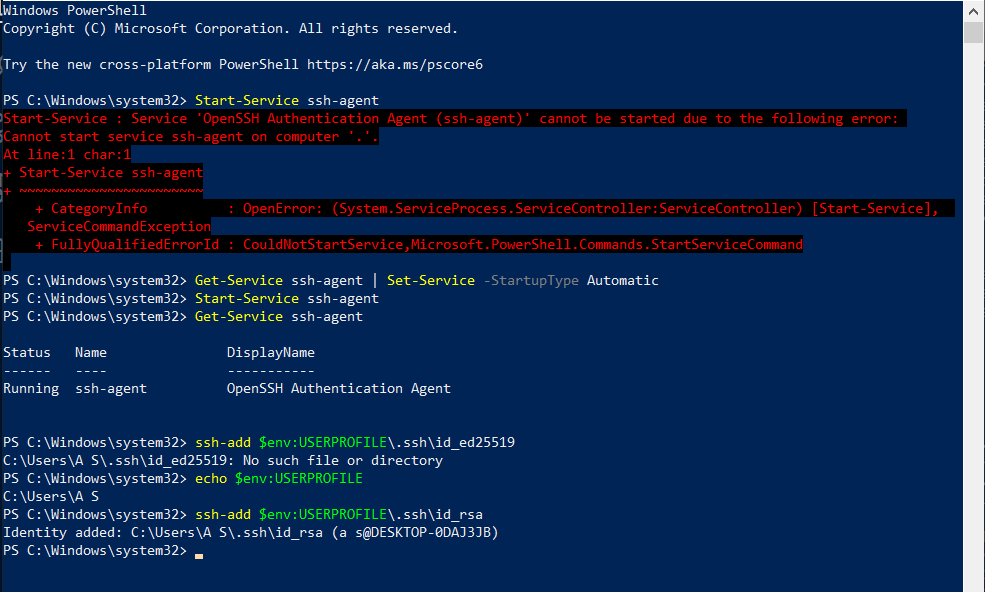 Windows PowerShell
Copyright (C) Microsoft Corporation. All rights reserved.
Try the new cross-platform PowerShell https://aka.ms/pscore6
PS C:\Windows\system32> Start-Service ssh-agent
Start-Service : Service 'OpenSSH Authentication Agent (ssh-agent)' cannot be started due to the following error:
Cannot start service ssh-agent on computer '.'.
At line:1 char:1
+ Start-Service ssh-agent
+ ~~~~~~~~~~~~~~~~~~~~~~~
    + CategoryInfo          : OpenError: (System.ServiceProcess.ServiceController:ServiceController) [Start-Service],
   ServiceCommandException
    + FullyQualifiedErrorId : CouldNotStartService,Microsoft.PowerShell.Commands.StartServiceCommand
PS C:\Windows\system32> Get-Service ssh-agent | Set-Service -StartupType Automatic
PS C:\Windows\system32> Start-Service ssh-agent
PS C:\Windows\system32> Get-Service ssh-agent
Status   Name               DisplayName
------   ----               -----------
Running  ssh-agent          OpenSSH Authentication Agent
PS C:\Windows\system32> ssh-add $env:USERPROFILE\.ssh\id_ed25519
C:\Users\A S\.ssh\id_ed25519: No such file or directory
PS C:\Windows\system32> echo $env:USERPROFILE
C:\Users\A S
PS C:\Windows\system32> ssh-add $env:USERPROFILE\.ssh\id_rsa
Identity added: C:\Users\A S\.ssh\id_rsa (a s@DESKTOP-0DAJ3JB)
PS C:\Windows\system32>